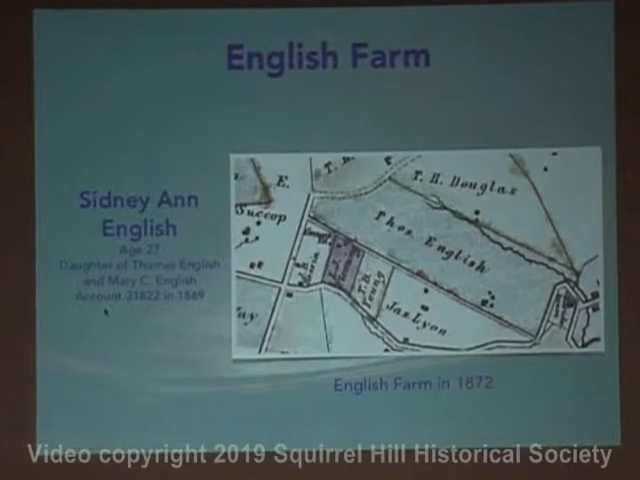 English Farm
Sidney Ann
English
Age 27
Daughter of Thomas English
and Mary C. English
Account 21822 in 1869
E.
Succop
T. H. Douglas
Thos. English
T. H.
Young
Jas Lyon
English Farm in 1872
Video copyright 2019 Squirrel Hill Historical Society